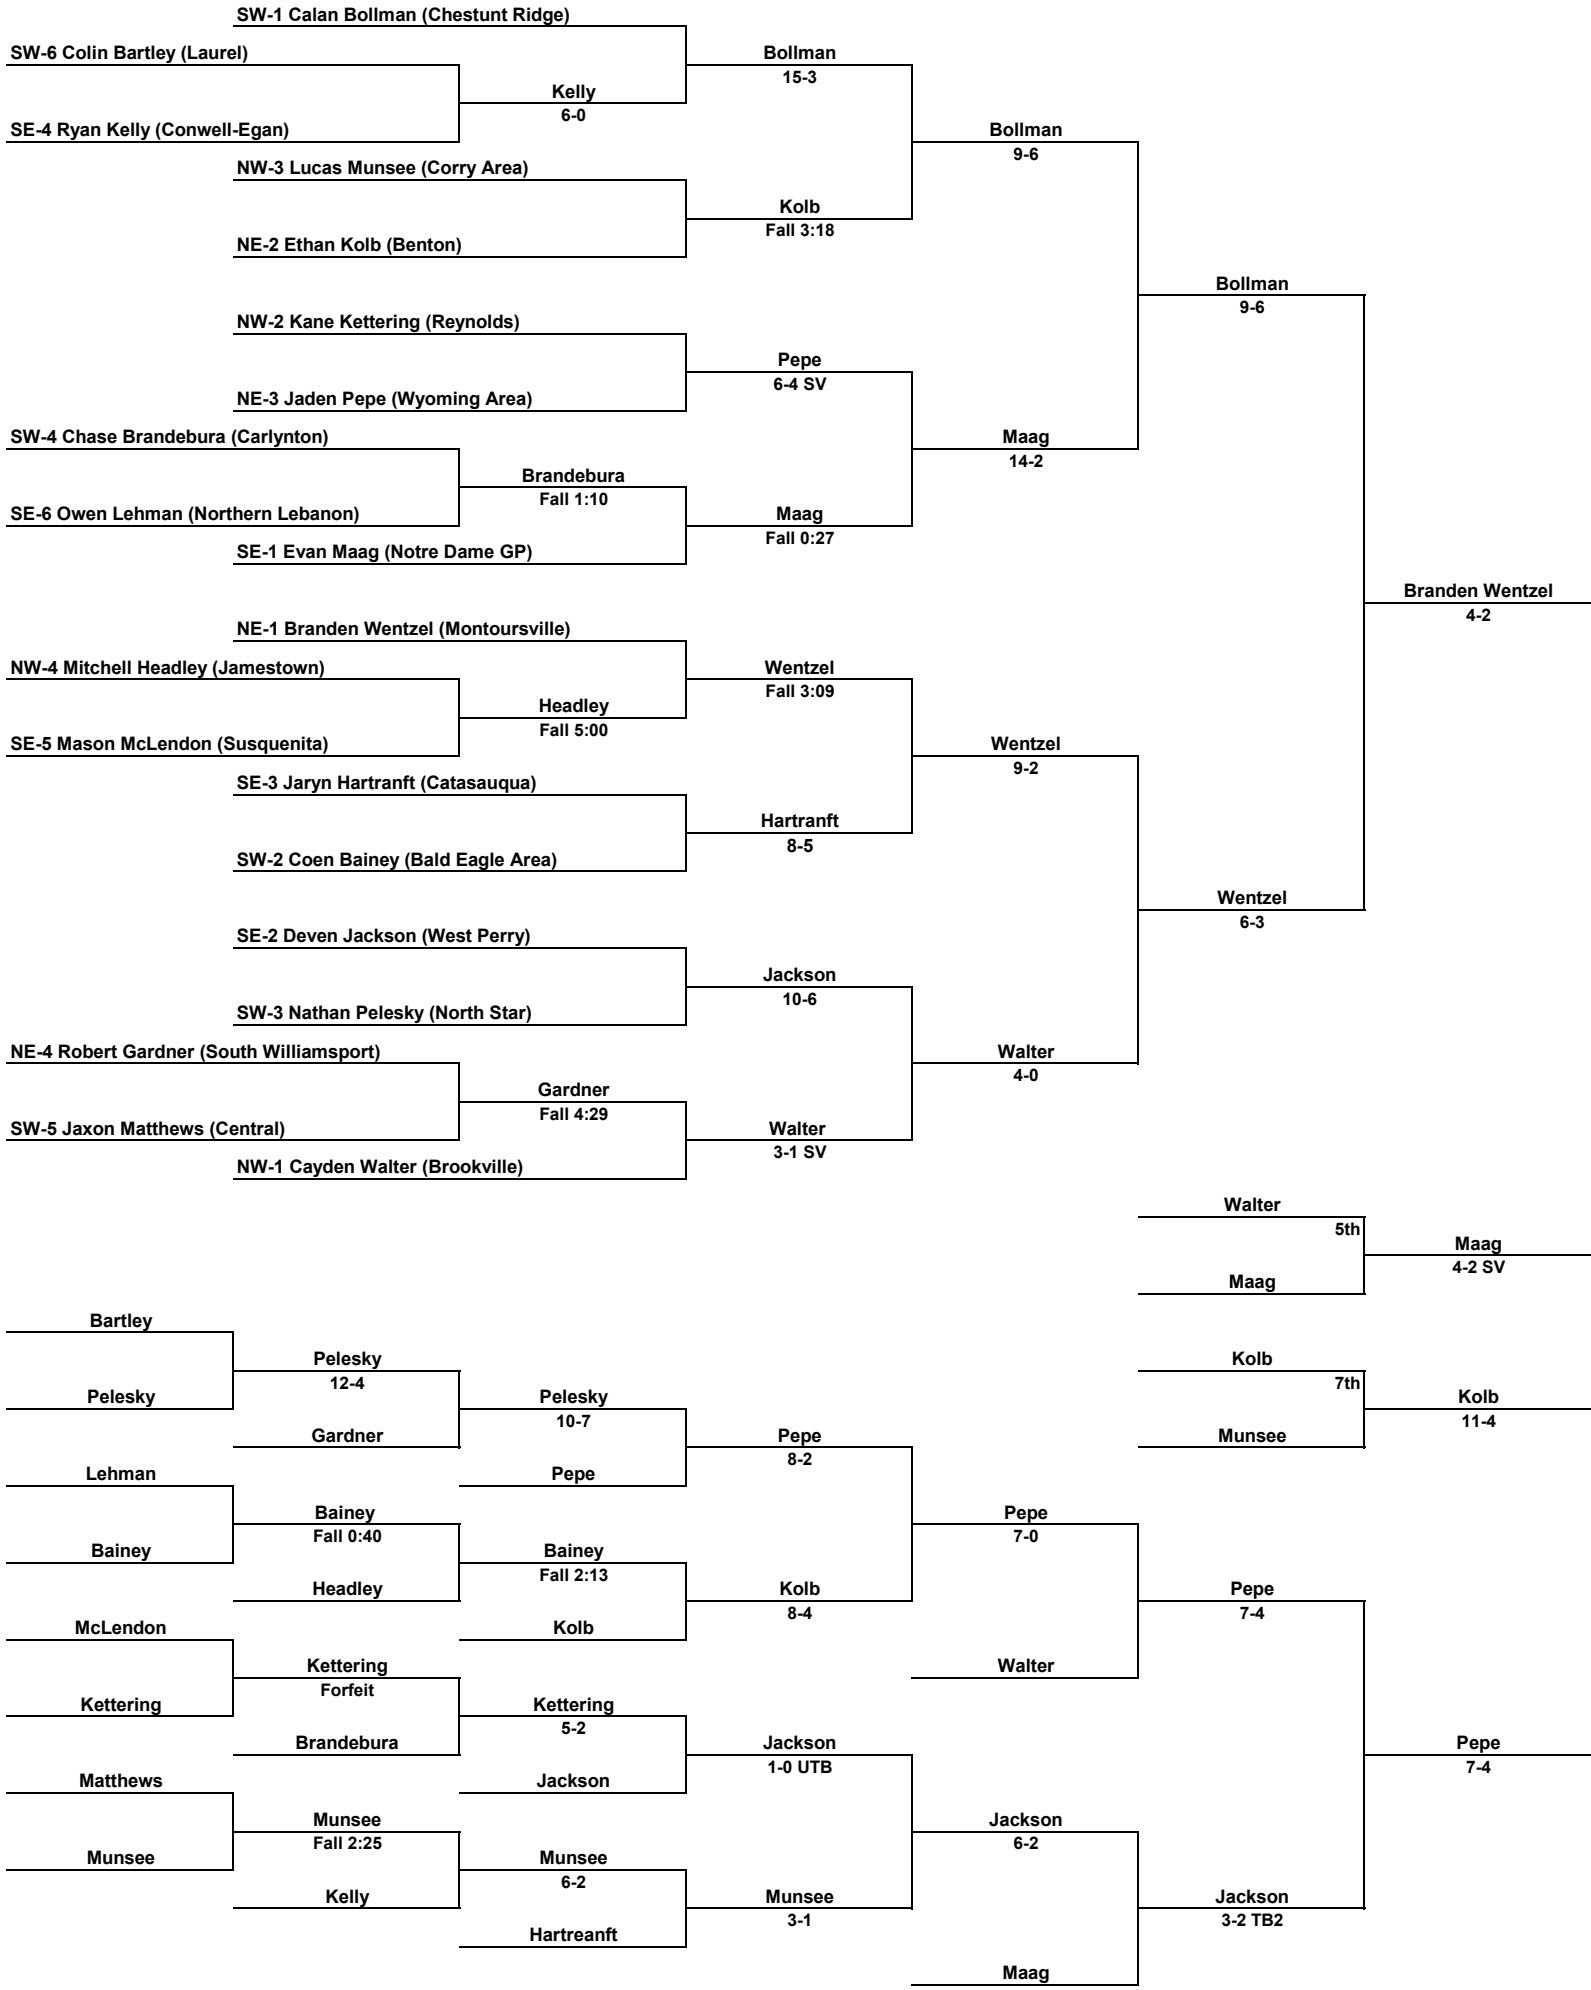 SW-1 Calan Bollman (Chestunt Ridge)
SW-6 Colin Bartley (Laurel)
Bollman
15-3
Kelly
6-0
SE-4 Ryan Kelly (Conwell-Egan)
Bollman
9-6
NW-3 Lucas Munsee (Corry Area)
Kolb
Fall 3:18
NE-2 Ethan Kolb (Benton)
Bollman
9-6
NW-2 Kane Kettering (Reynolds)
Pepe
6-4 SV
NE-3 Jaden Pepe (Wyoming Area)
SW-4 Chase Brandebura (Carlynton)
Maag
14-2
Brandebura
Fall 1:10
SE-6 Owen Lehman (Northern Lebanon)
Maag
Fall 0:27
SE-1 Evan Maag (Notre Dame GP)
Branden Wentzel
4-2
NE-1 Branden Wentzel (Montoursville)
NW-4 Mitchell Headley (Jamestown)
Wentzel
Fall 3:09
Headley
Fall 5:00
SE-5 Mason McLendon (Susquenita)
Wentzel
9-2
SE-3 Jaryn Hartranft (Catasauqua)
Hartranft
8-5
SW-2 Coen Bainey (Bald Eagle Area)
Wentzel
6-3
SE-2 Deven Jackson (West Perry)
Jackson
10-6
SW-3 Nathan Pelesky (North Star)
NE-4 Robert Gardner (South Williamsport)
Walter
4-0
Gardner
Fall 4:29
SW-5 Jaxon Matthews (Central)
Walter
3-1 SV
NW-1 Cayden Walter (Brookville)
Walter
5th
Maag
4-2 SV
Maag
Bartley
Pelesky
12-4
Kolb
7th
Pelesky
Pelesky
10-7
Kolb
11-4
Gardner
Pepe
8-2
Munsee
Lehman
Pepe
Bainey
Fall 0:40
Pepe
7-0
Bainey
Bainey
Fall 2:13
Headley
Kolb
8-4
Pepe
7-4
McLendon
Kolb
Kettering
Forfeit
Walter
Kettering
Kettering
5-2
Brandebura
Jackson
1-0 UTB
Pepe
7-4
Matthews
Jackson
Munsee
Fall 2:25
Jackson
6-2
Munsee
Munsee
6-2
Kelly
Munsee
3-1
Jackson
3-2 TB2
Hartreanft
Maag